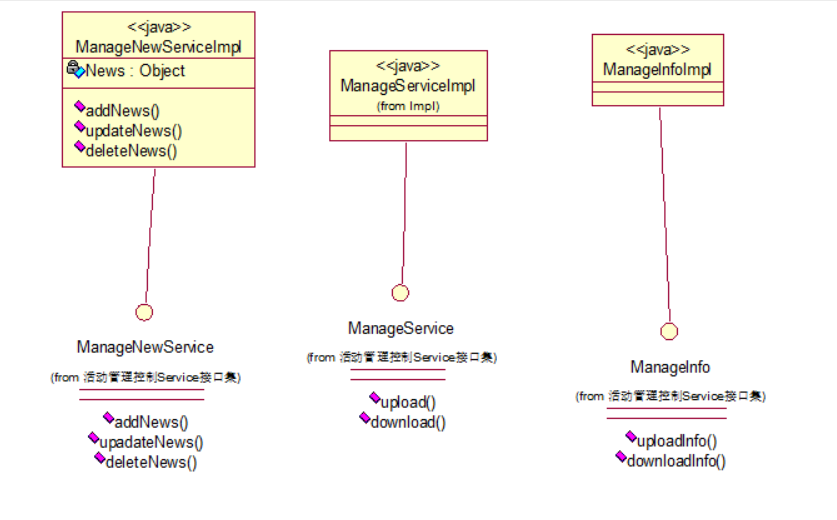 <<java>>
ManageNewServiceImpl
News : Object
addNews()
updateNews()
deleteNews()
<<java>>
ManageServiceImpl
(from Impl)
<<java>>
ManageInfoImpl
ManageNewService
(from 活动管理控制Service接口集)
addNews()
upadateNews()
deleteNews()
ManageService
(from 活动管理控制Service接口集)
upload()
download()
ManageInfo
(from 活动管理控制Service接口集)
uploadInfo()
downloadInfo()